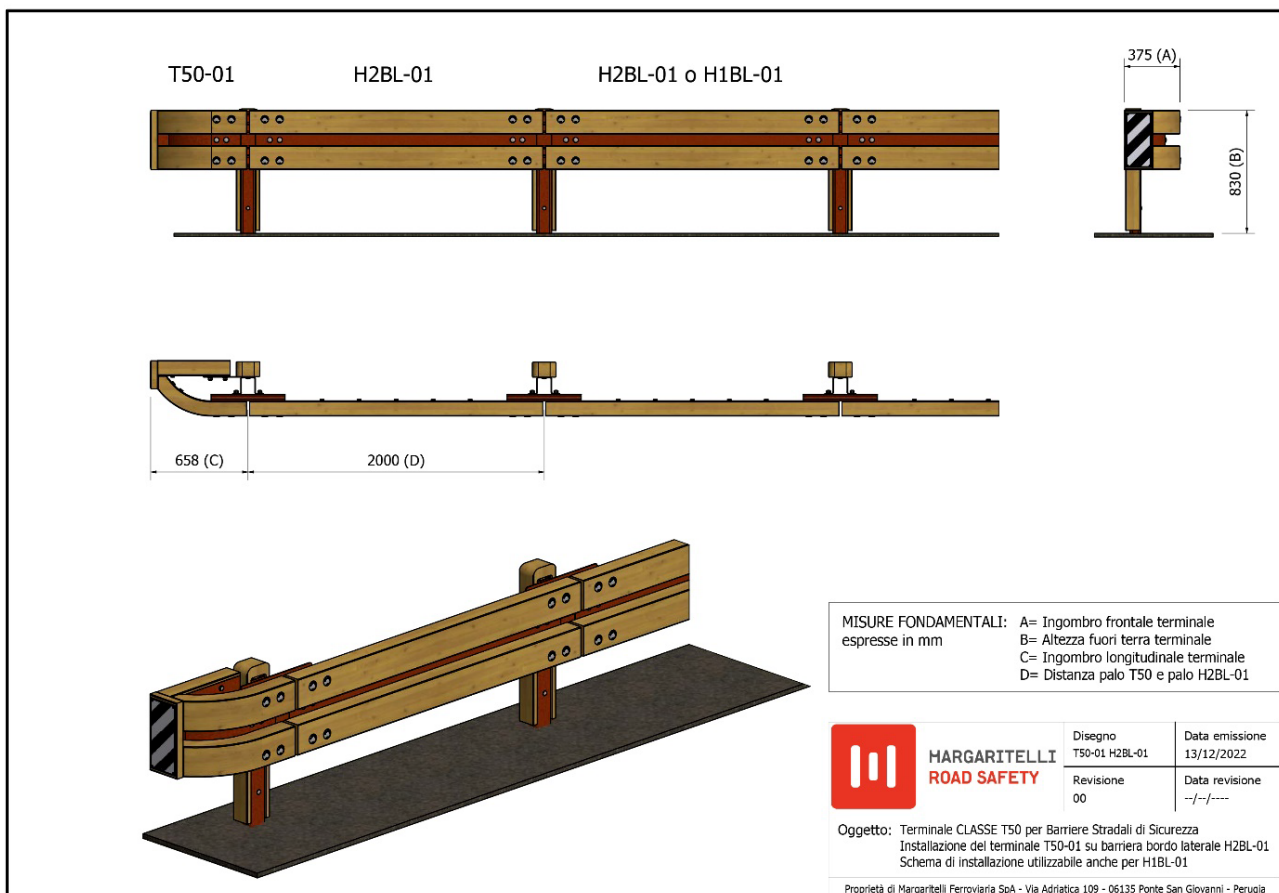 T50-01 H2BL-01 H2BL-01 o H1BL-01
375 (A)
830 (B)
658 (C) 2000 (D)
MISURE FONDAMENTALI: A= Ingombro frontale terminale
espresse in mm B= Altezza fuori terra terminale
C= Ingombro longitudinale terminale
D= Distanza palo T50 e palo H2BL-01
MARGARITELLI
ROAD SAFETY
Disegno
T50-01 H2BL-01
Data emissione
13/12/2022
Revisione
00
Data revisione
--/--/----
Oggetto: Terminale CLASSE T50 per Barriere Stradali di Sicurezza
Installazione del terminale T50-01 su barriera bordo laterale H2BL-01
Schema di installazione utilizzabile anche per H1BL-01
Proprietà di Margaritelli Ferroviaria SpA - Via Adriatica 109 - 06135 Ponte San Giovanni - Perugia